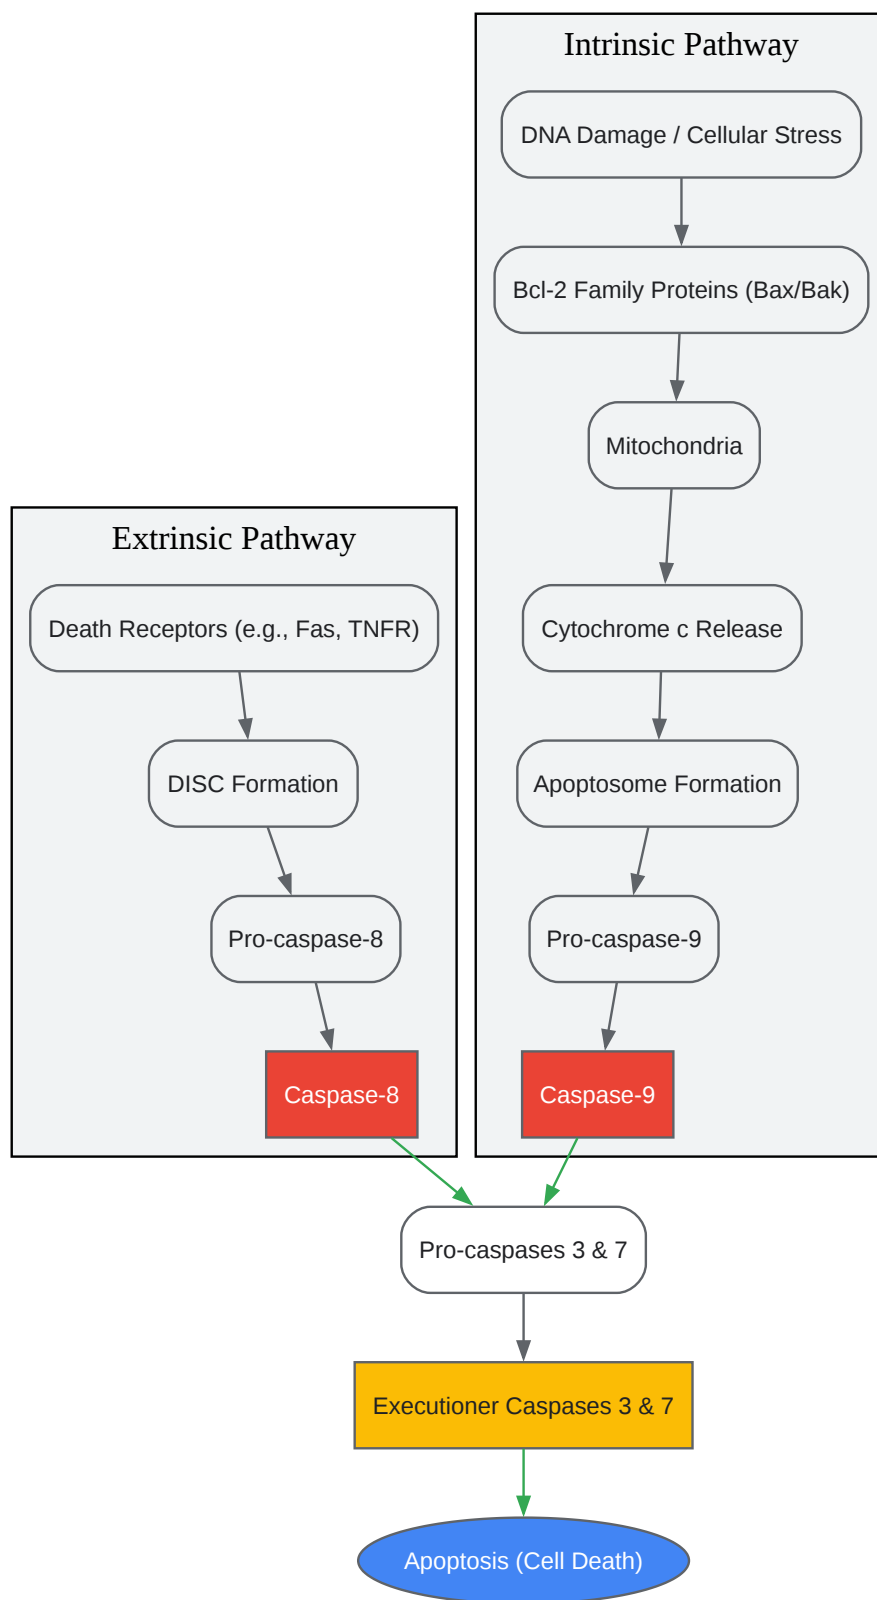 Intrinsic Pathway
DNA Damage / Cellular Stress
Bcl-2 Family Proteins (Bax/Bak)
Mitochondria
Cytochrome c Release
Apoptosome Formation
Pro-caspase-9
Caspase-9
Extrinsic Pathway
Death Receptors (e.g., Fas, TNFR)
DISC Formation
Pro-caspase-8
Caspase-8
Pro-caspases 3 & 7
Executioner Caspases 3 & 7
Apoptosis (Cell Death)